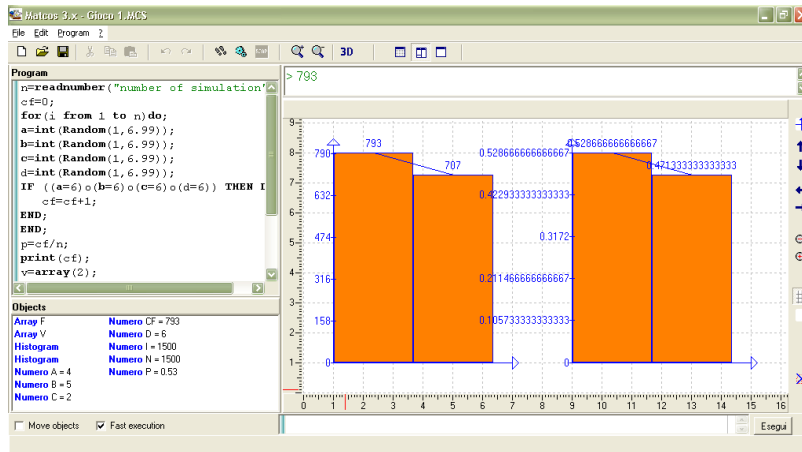 Matcos 3.x - Gioco 1.MCS
File Edit Program ?
3D
Program
n=readnumber("number of simulation"
cf=0;
for(i from 1 to n)do;
a=int(Random(1,6.99));
b=int(Random(1,6.99));
c=int(Random(1,6.99));
d=int(Random(1,6.99));
IF ((a=6)o(b=6)o(c=6)o(d=6)) THEN D
cf=cf+1;
END;
END;
p=cf/n;
print(cf);
v=array(2);
Objects
Array F
Array V
Histogram
Histogram
Numero A = 4
Numero B = 5
Numero C = 2
Numero CF = 793
Numero D = 6
Numero I = 1500
Numero N = 1500
Numero P = 0.53
> 793
9
8
7
6
5
4
3
2
1
790
632
474
316
158
0
793
707
0.528666666666667
0.422933333333333
0.3172
0.211466666666667
0.105733333333333
0
0.528666666666667
0.471333333333333
0 1 2 3 4 5 6 7 8 9 10 11 12 13 14 15 16
Move objects Fast execution
Esegui